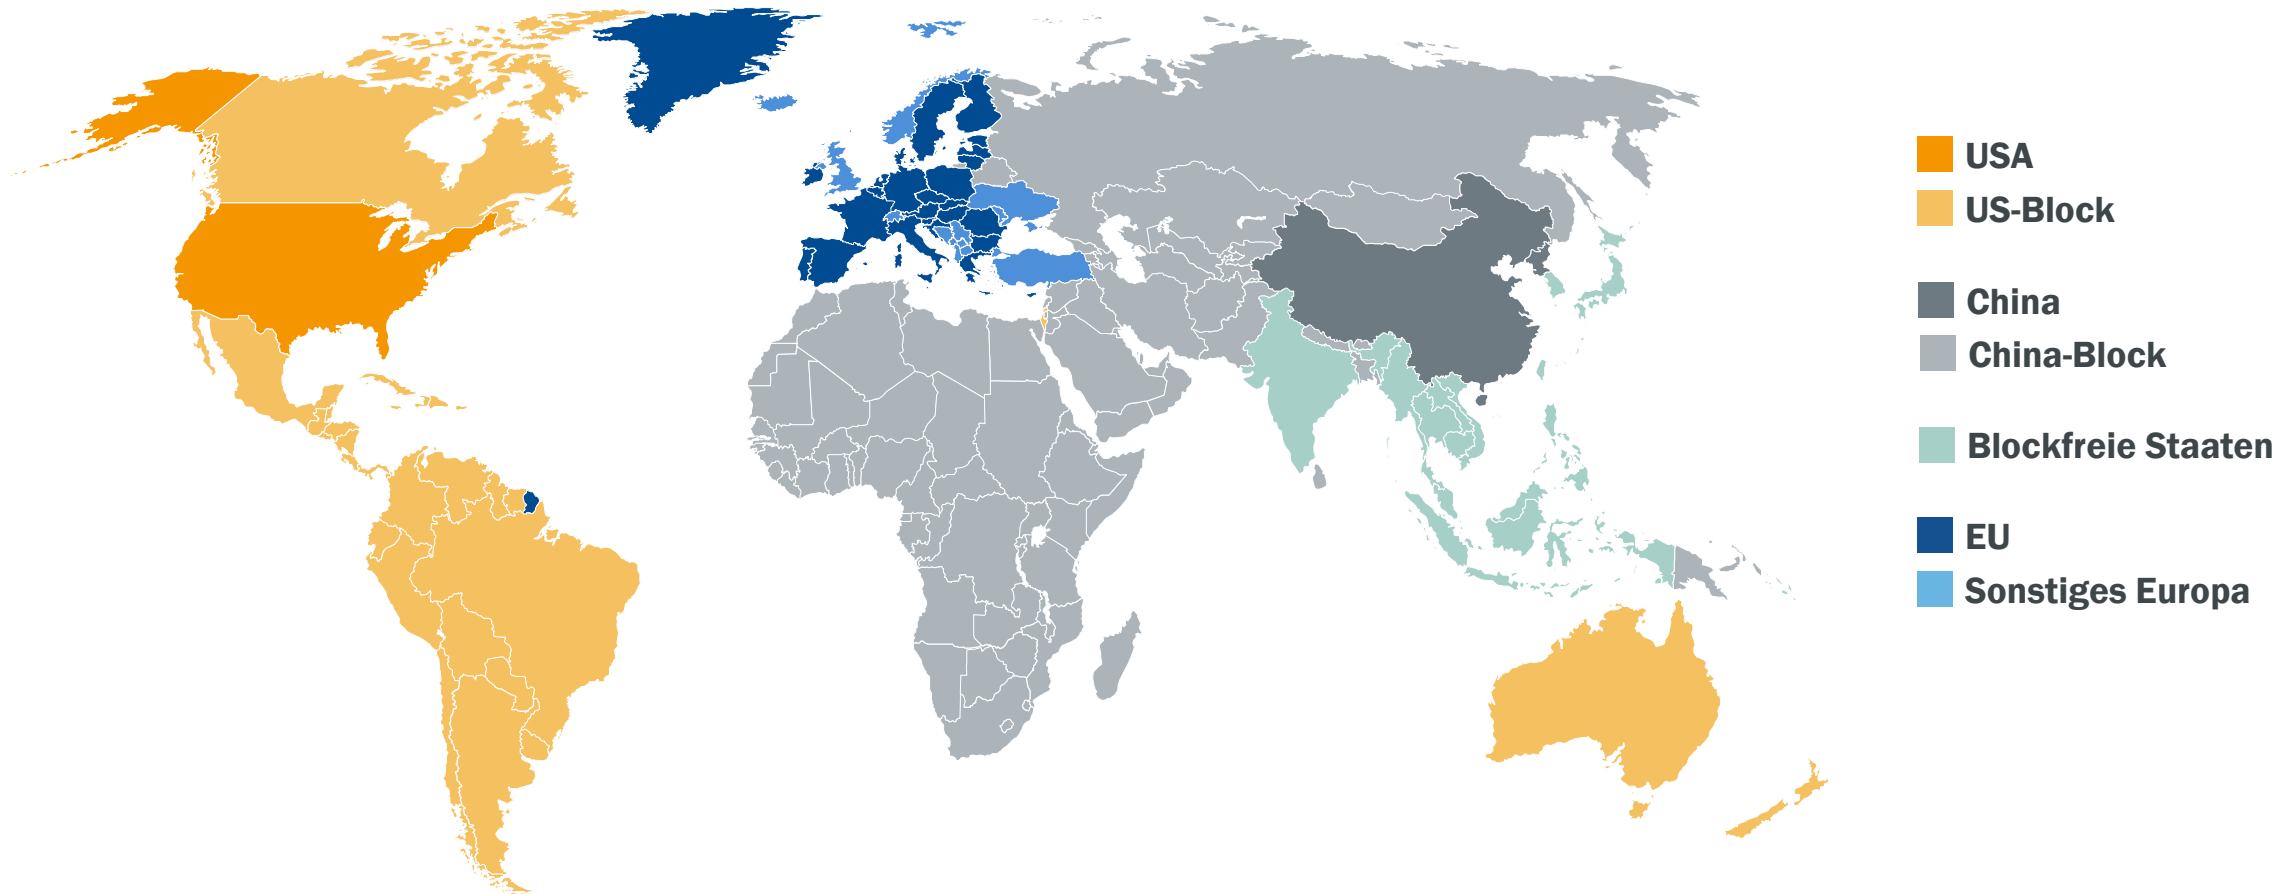 USA
US-Block
China
China-Block
Blockfreie Staaten
EU
Sonstiges Europa